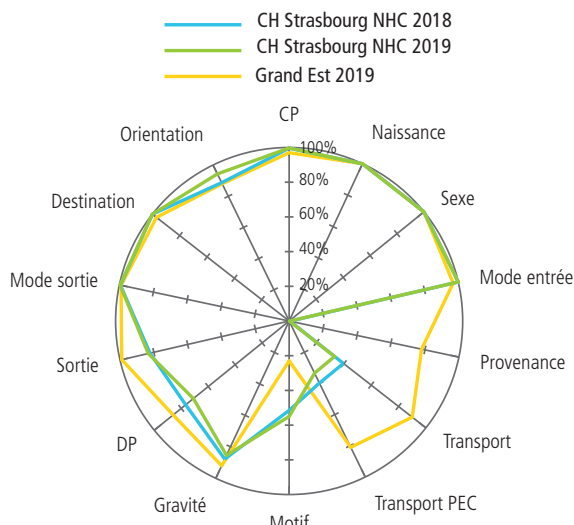 CH Strasbourg NHC 2018
CH Strasbourg NHC 2019
Grand Est 2019
CP
Orientation
Naissance
100%
80%
60%
40%
20%
Destination
Sexe
Mode sortie
Mode entrée
Sortie
Provenance
DP
Transport
Gravité
Transport PEC
Motif